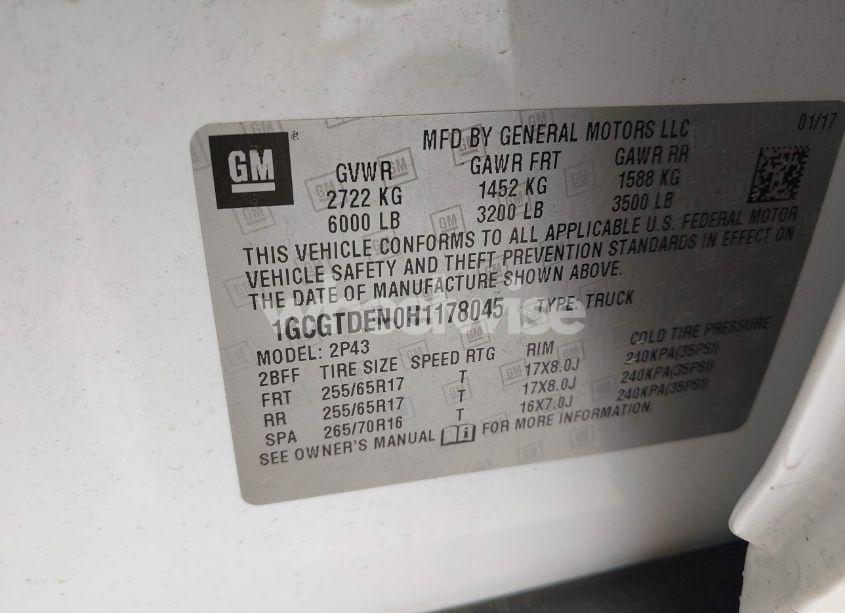 GM
®
MFD BY GENERAL MOTORS LLC
01/17
GVWR GAWR FRT GAWR RR
2722 KG 1452 KG 1588 KG
6000 LB 3200 LB 3500 LB
THIS VEHICLE CONFORMS TO ALL APPLICABLE U.S. FEDERAL MOTOR
VEHICLE SAFETY AND THEFT PREVENTION STANDARDS IN EFFECT ON
THE DATE OF MANUFACTURE SHOWN ABOVE.
1GCGTDEN0H1178045 TYPE: TRUCK
MODEL: 2P43
2BFF TIRE SIZE SPEED RTG RIM COLD TIRE PRESSURE
FRT 255/65R17 T 17X8.0J 240KPA(35PSI)
RR 255/65R17 T 17X8.0J 240KPA(35PSI)
SPA 265/70R16 T 16X7.0J 240KPA(35PSI)
SEE OWNER'S MANUAL FOR MORE INFORMATION.